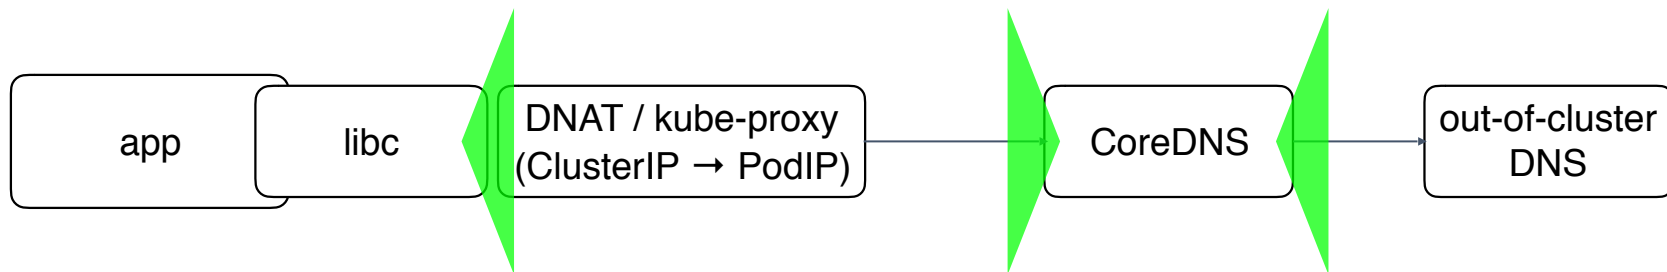 app
libc
DNAT / kube-proxy
(ClusterIP → PodIP)
CoreDNS
out-of-cluster
DNS